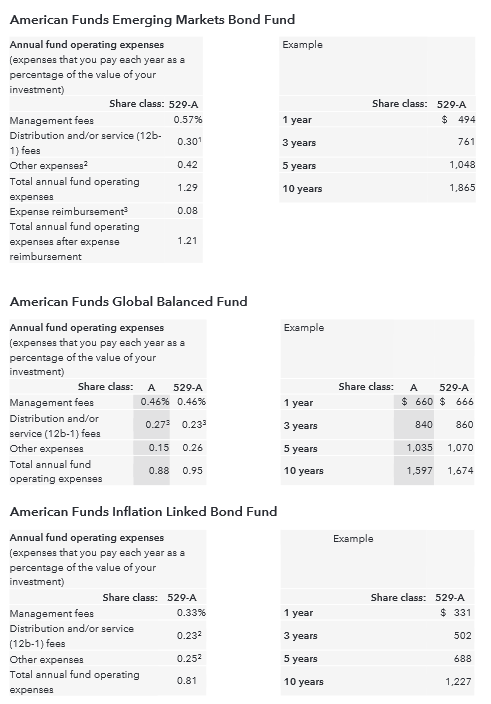 American Funds Emerging Markets Bond Fund
Annual fund operating expenses
(expenses that you pay each year as a
percentage of the value of your
investment)
Share class: 529-A
Management fees 0.57%
Distribution and/or service (12b-
1) fees 0.30¹
Other expenses² 0.42
Total annual fund operating
expenses 1.29
Expense reimbursement³ 0.08
Total annual fund operating
expenses after expense 1.21
reimbursement
Example
Share class: 529-A
1 year $ 494
3 years 761
5 years 1,048
10 years 1,865
American Funds Global Balanced Fund
Annual fund operating expenses
(expenses that you pay each year as a
percentage of the value of your
investment)
Share class: A 529-A
Management fees 0.46% 0.46%
Distribution and/or
service (12b-1) fees 0.27³ 0.23³
Other expenses 0.15 0.26
Total annual fund
operating expenses 0.88 0.95
Example
Share class: A 529-A
1 year $ 660 $ 666
3 years 840 860
5 years 1,035 1,070
10 years 1,597 1,674
American Funds Inflation Linked Bond Fund
Annual fund operating expenses
(expenses that you pay each year as a
percentage of the value of your
investment)
Share class: 529-A
Management fees 0.33%
Distribution and/or service
(12b-1) fees 0.23²
Other expenses 0.25²
Total annual fund operating
expenses 0.81
Example
Share class: 529-A
1 year $ 331
3 years 502
5 years 688
10 years 1,227